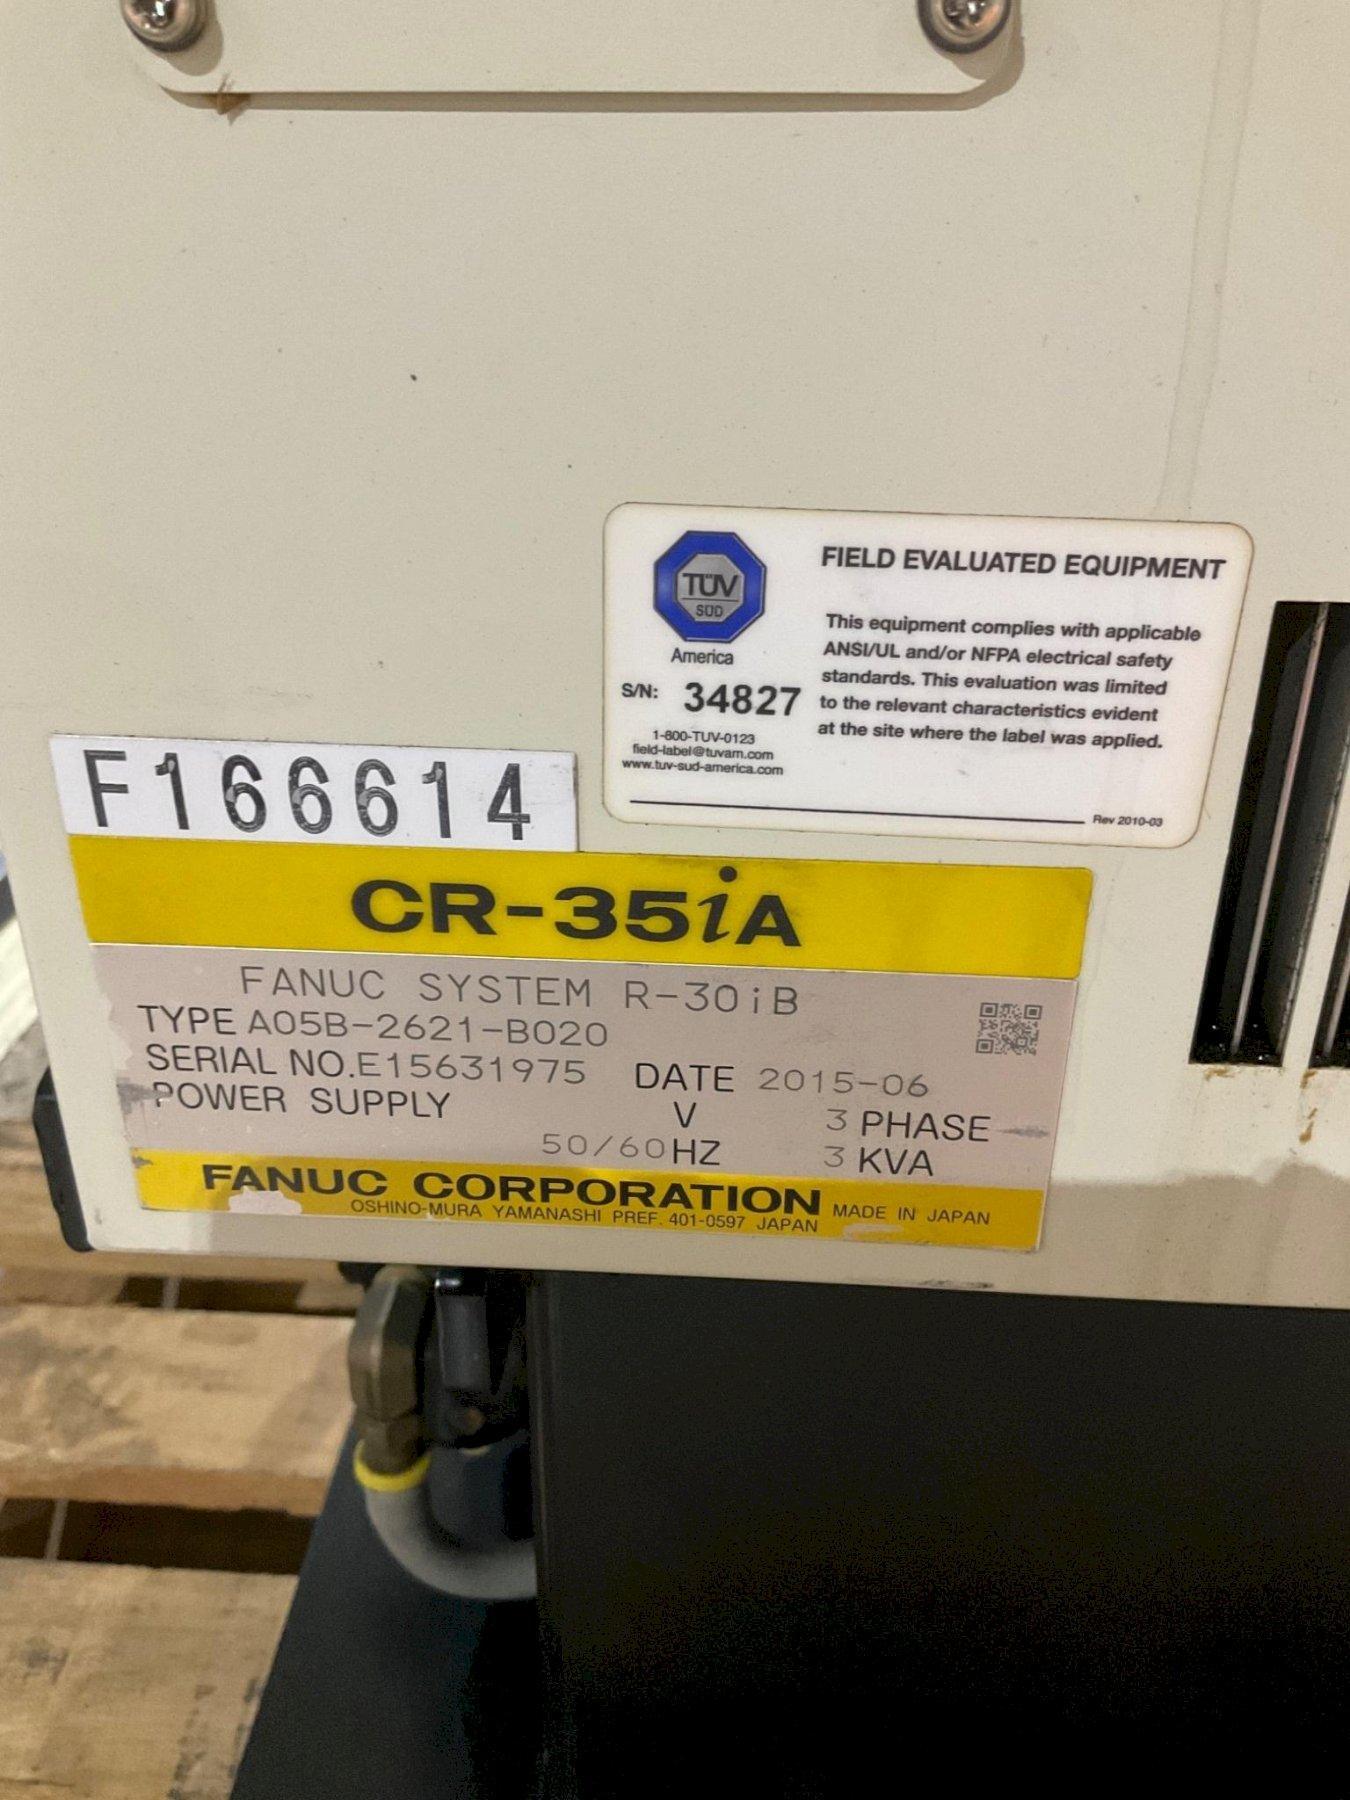 TÜV
SÜD
America
S/N: 34827
1-800-TUV-0123
field-label@tuvam.com
www.tuv-sud-america.com
FIELD EVALUATED EQUIPMENT
This equipment complies with applicable
ANSI/UL and/or NFPA electrical safety
standards. This evaluation was limited
to the relevant characteristics evident
at the site where the label was applied.
Rev 2010-03
F166614
CR-35iA
FANUC SYSTEM R-30iB
TYPE A05B-2621-B020
SERIAL NO.E15631975 DATE 2015-06
POWER SUPPLY V 3 PHASE
50/60HZ 3 KVA
FANUC CORPORATION MADE IN JAPAN
OSHINO-MURA YAMANASHI PREF. 401-0597 JAPAN